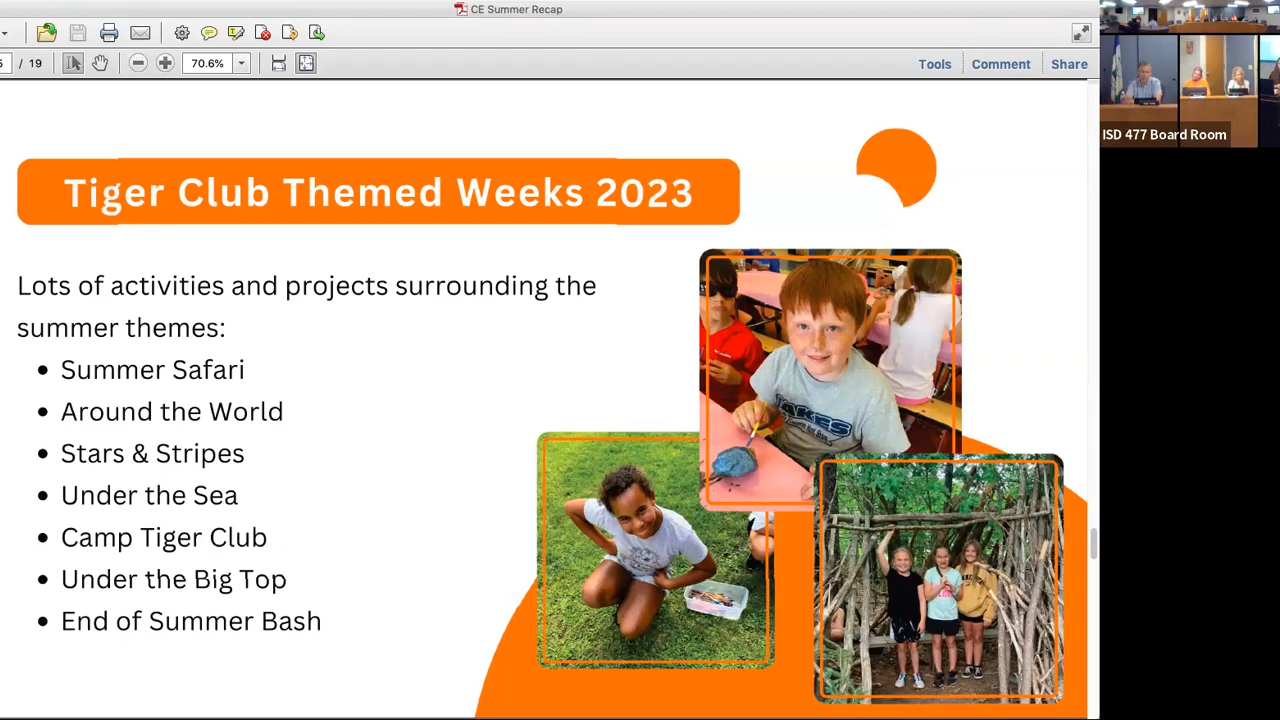 CE Summer Recap
/ 19
70.6%
Tools
Comment
Share
ISD 477 Board Room
Tiger Club Themed Weeks 2023
Lots of activities and projects surrounding the
summer themes:
• Summer Safari
• Around the World
• Stars & Stripes
• Under the Sea
• Camp Tiger Club
• Under the Big Top
• End of Summer Bash